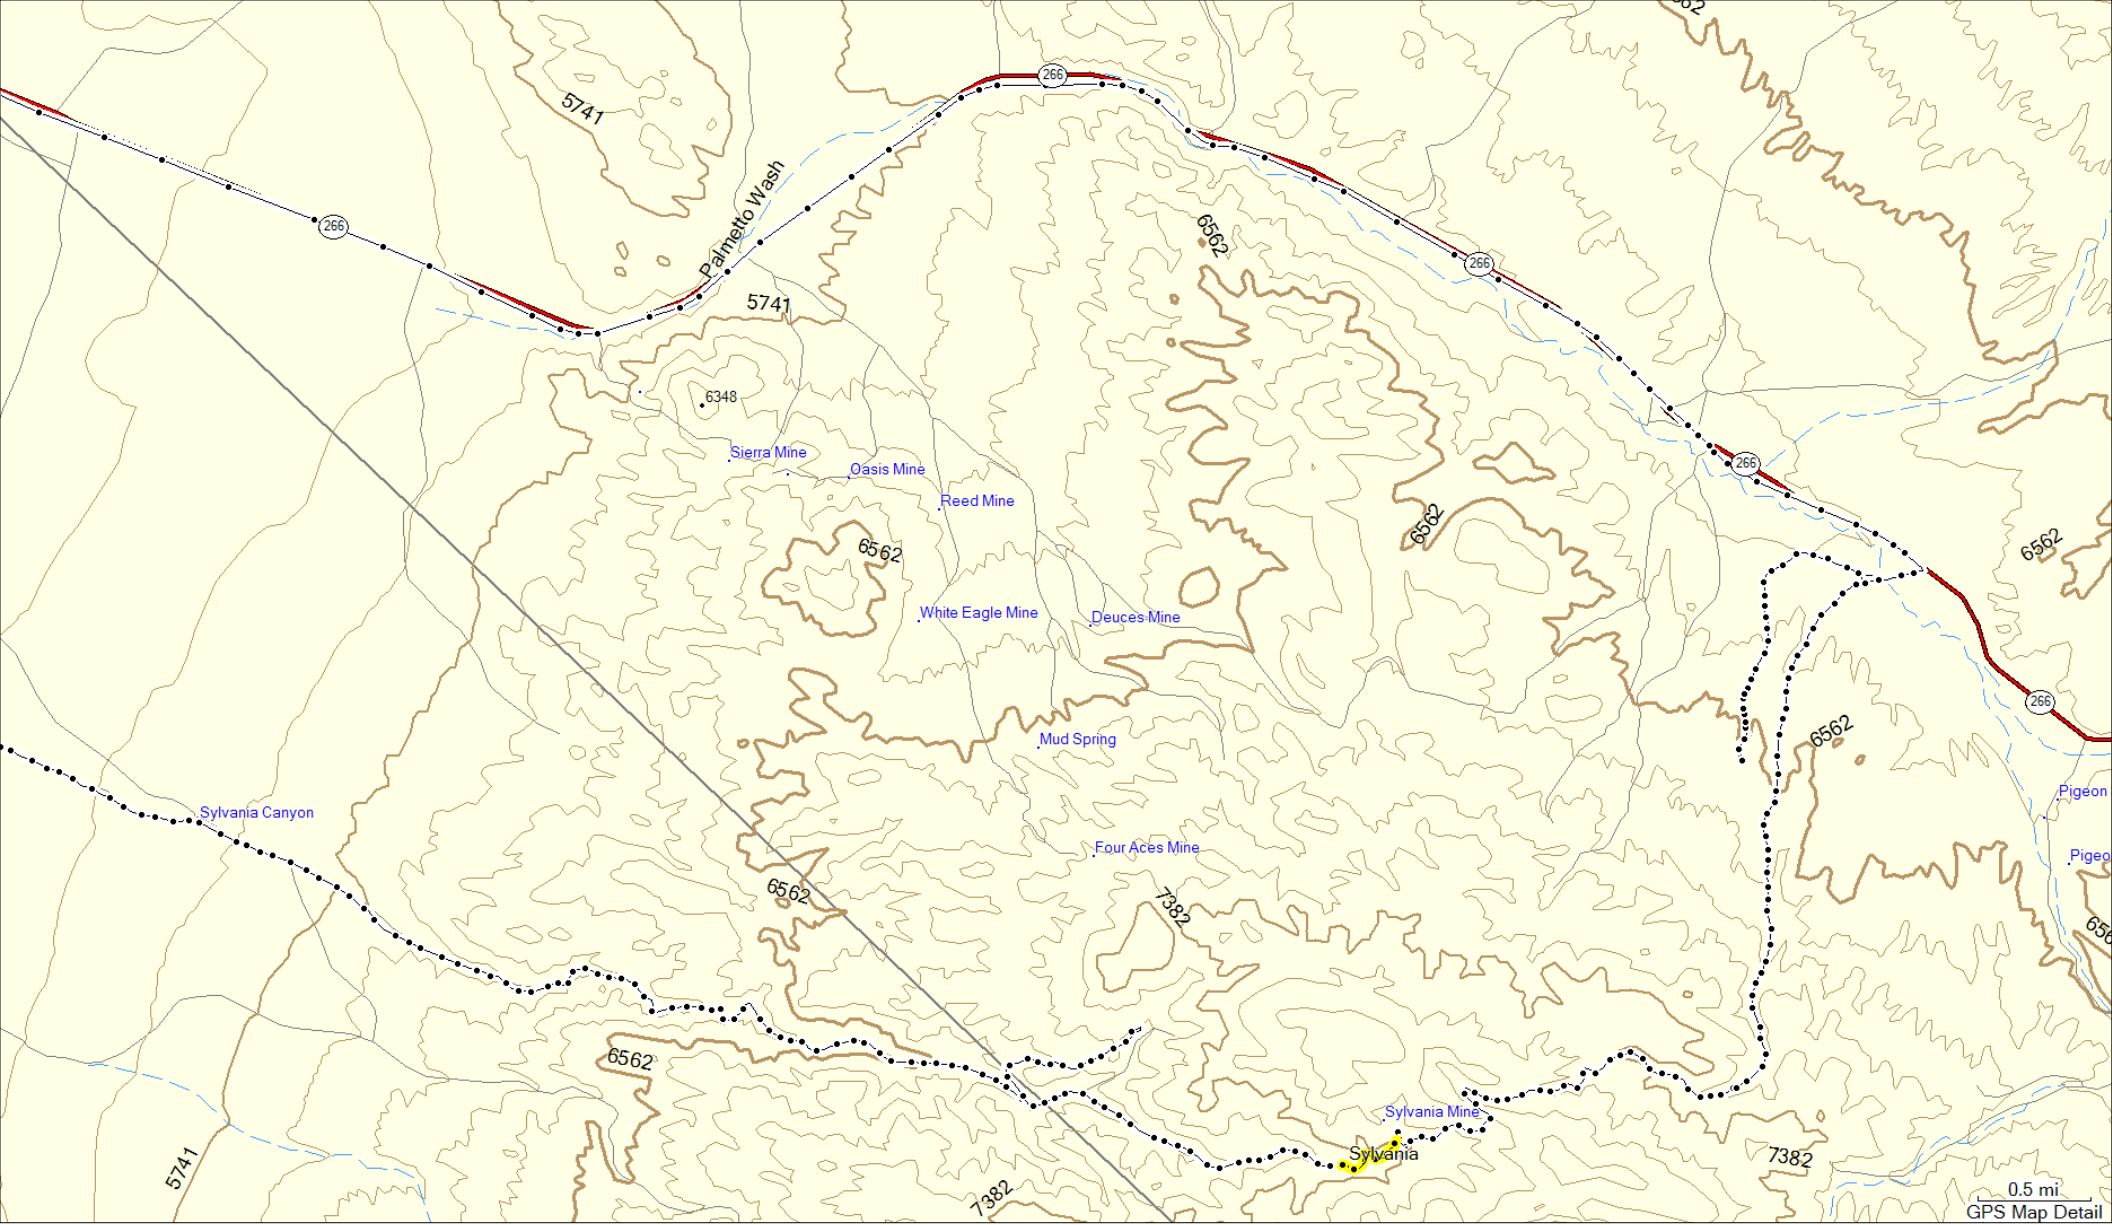 62
5741
266
266
Palmetto Wash
6562
266
5741
6348
Sierra Mine
Oasis Mine
266
Reed Mine
6562
6562
6562
White Eagle Mine
Deuces Mine
266
6562
Mud Spring
Pigeon
Sylvania Canyon
Four Aces Mine
Pigeo
6562
7382
656
6562
Sylvania Mine
Sylvania
7382
5741
7382
0.5 mi
GPS Map Detail